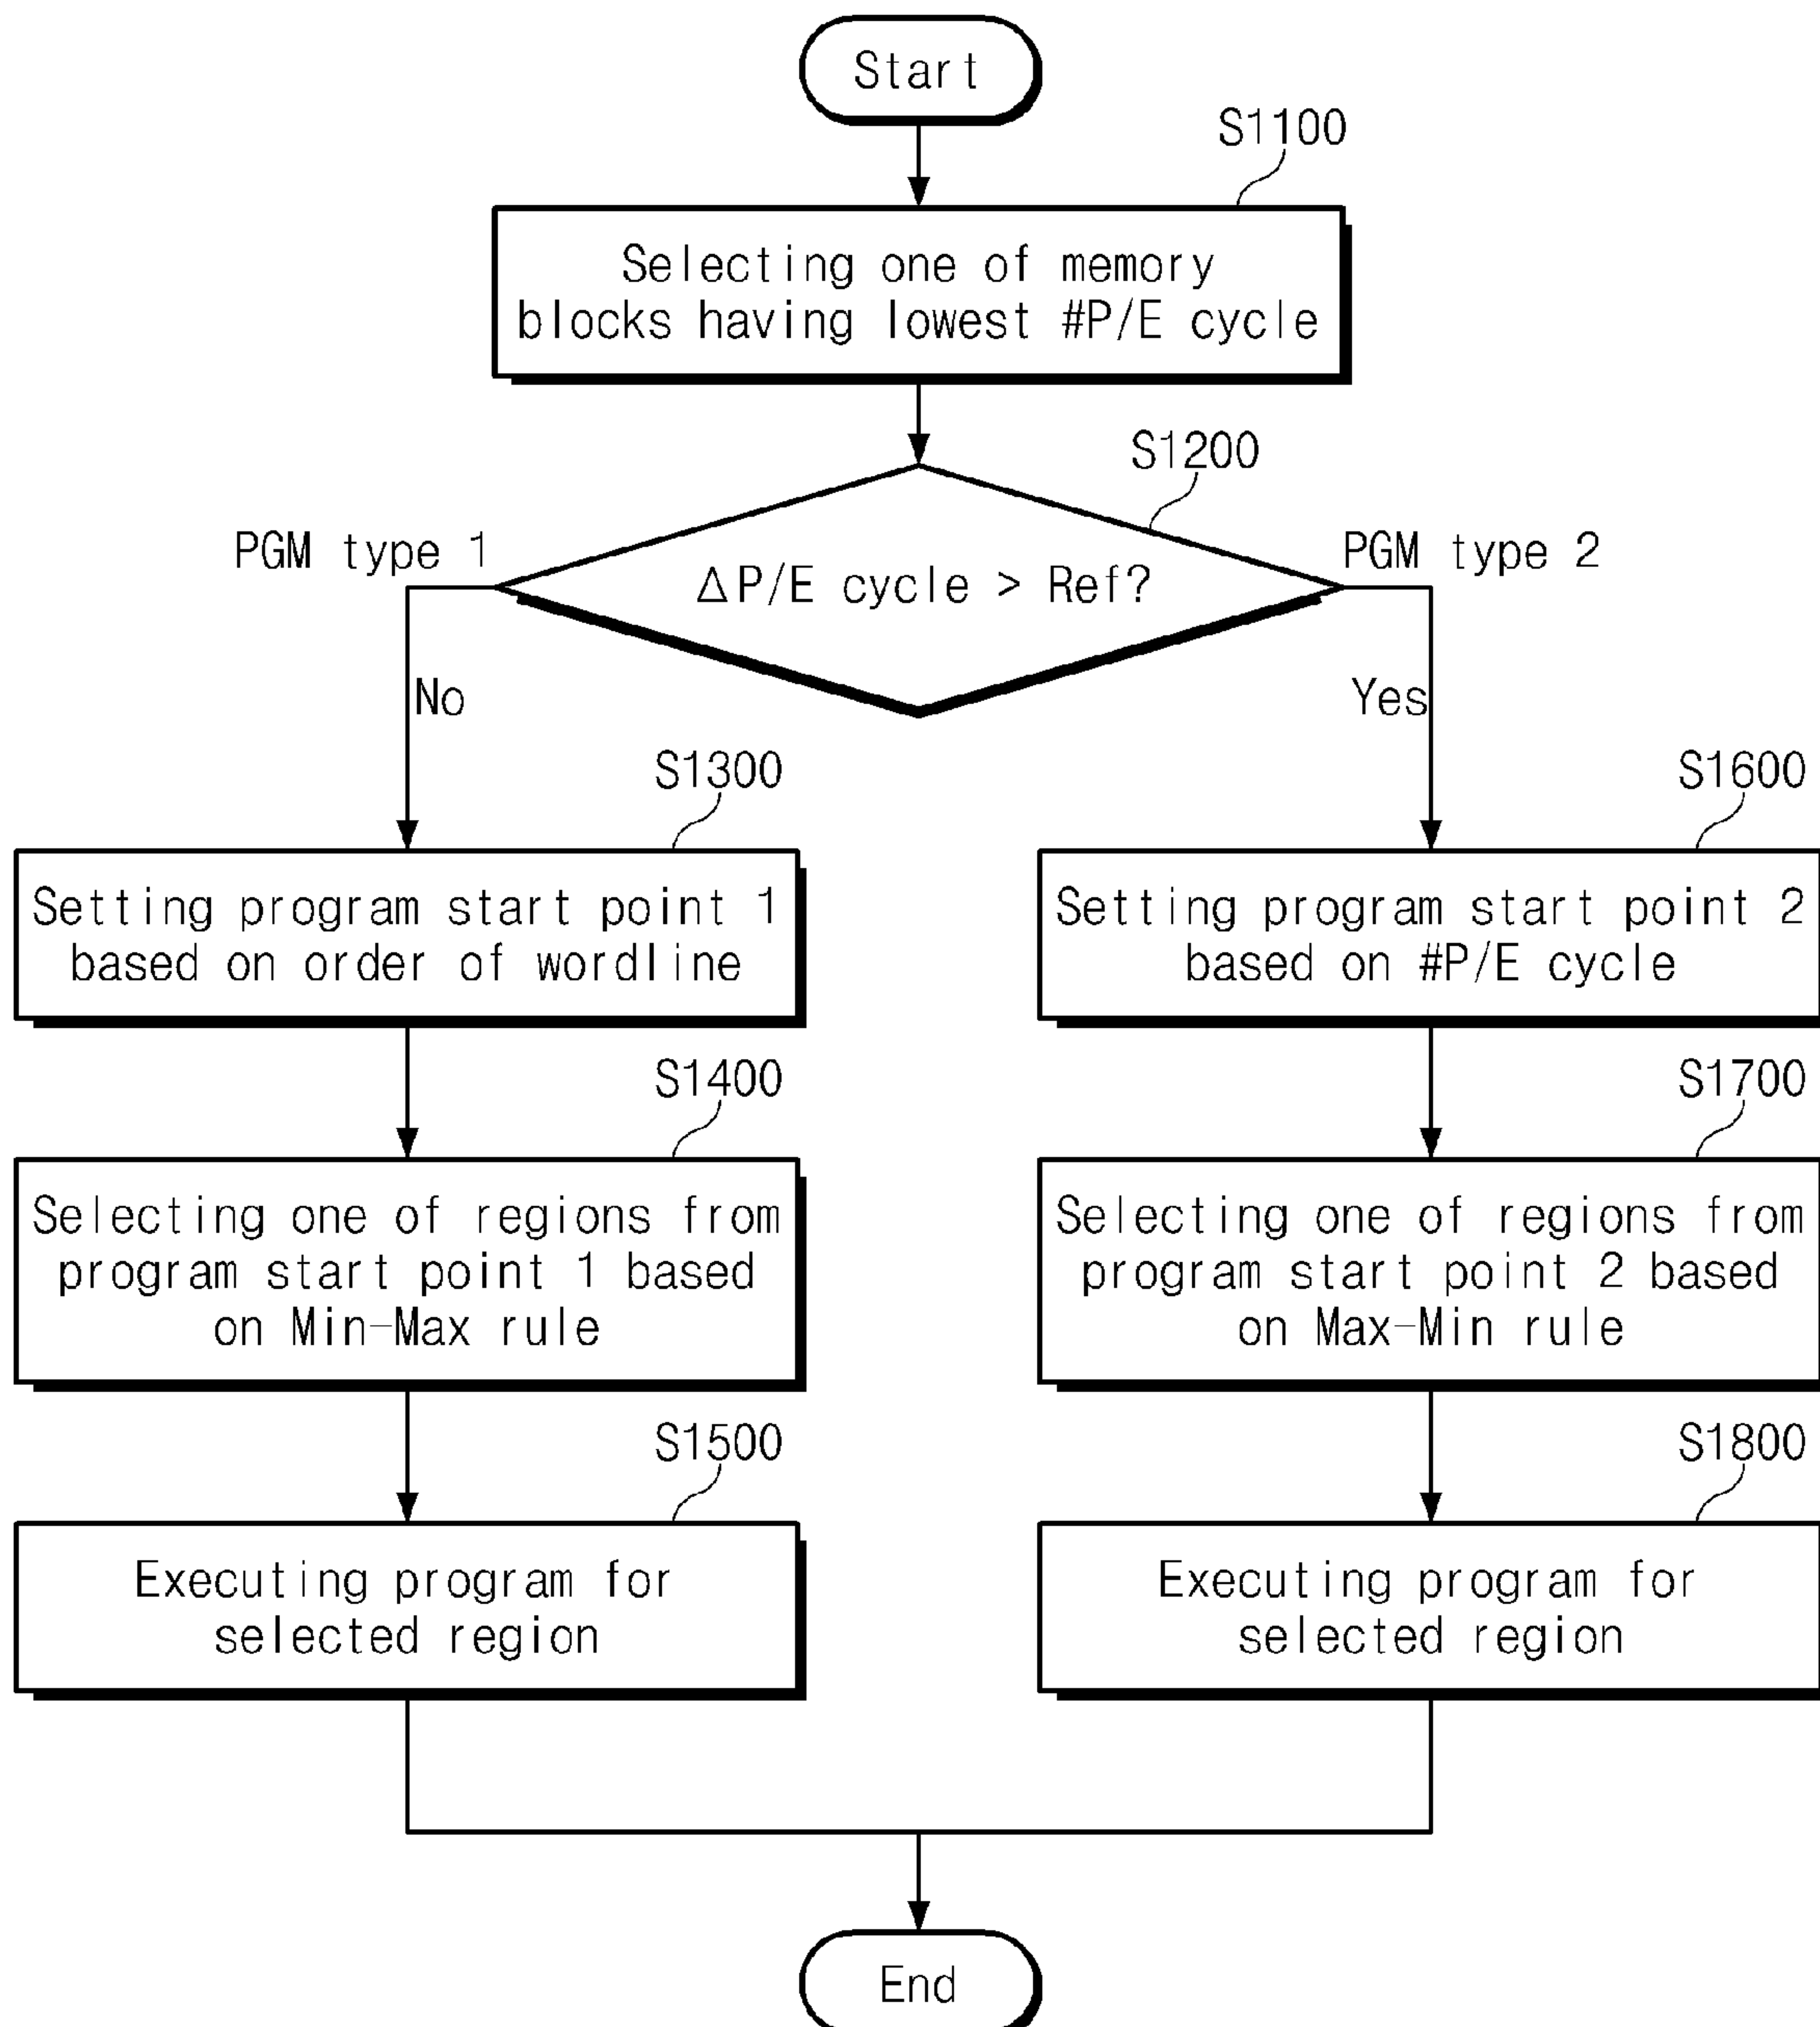 Start
S1100
Selecting one of memory
blocks having lowest #P/E cycle
S1200
PGM type 1
ΔP/E cycle > Ref?
PGM type 2
No
Yes
S1300
Setting program start point 1
based on order of wordline
S1600
Setting program start point 2
based on #P/E cycle
S1400
Selecting one of regions from
program start point 1 based
on Min-Max rule
S1700
Selecting one of regions from
program start point 2 based
on Max-Min rule
S1500
Executing program for
selected region
S1800
Executing program for
selected region
End